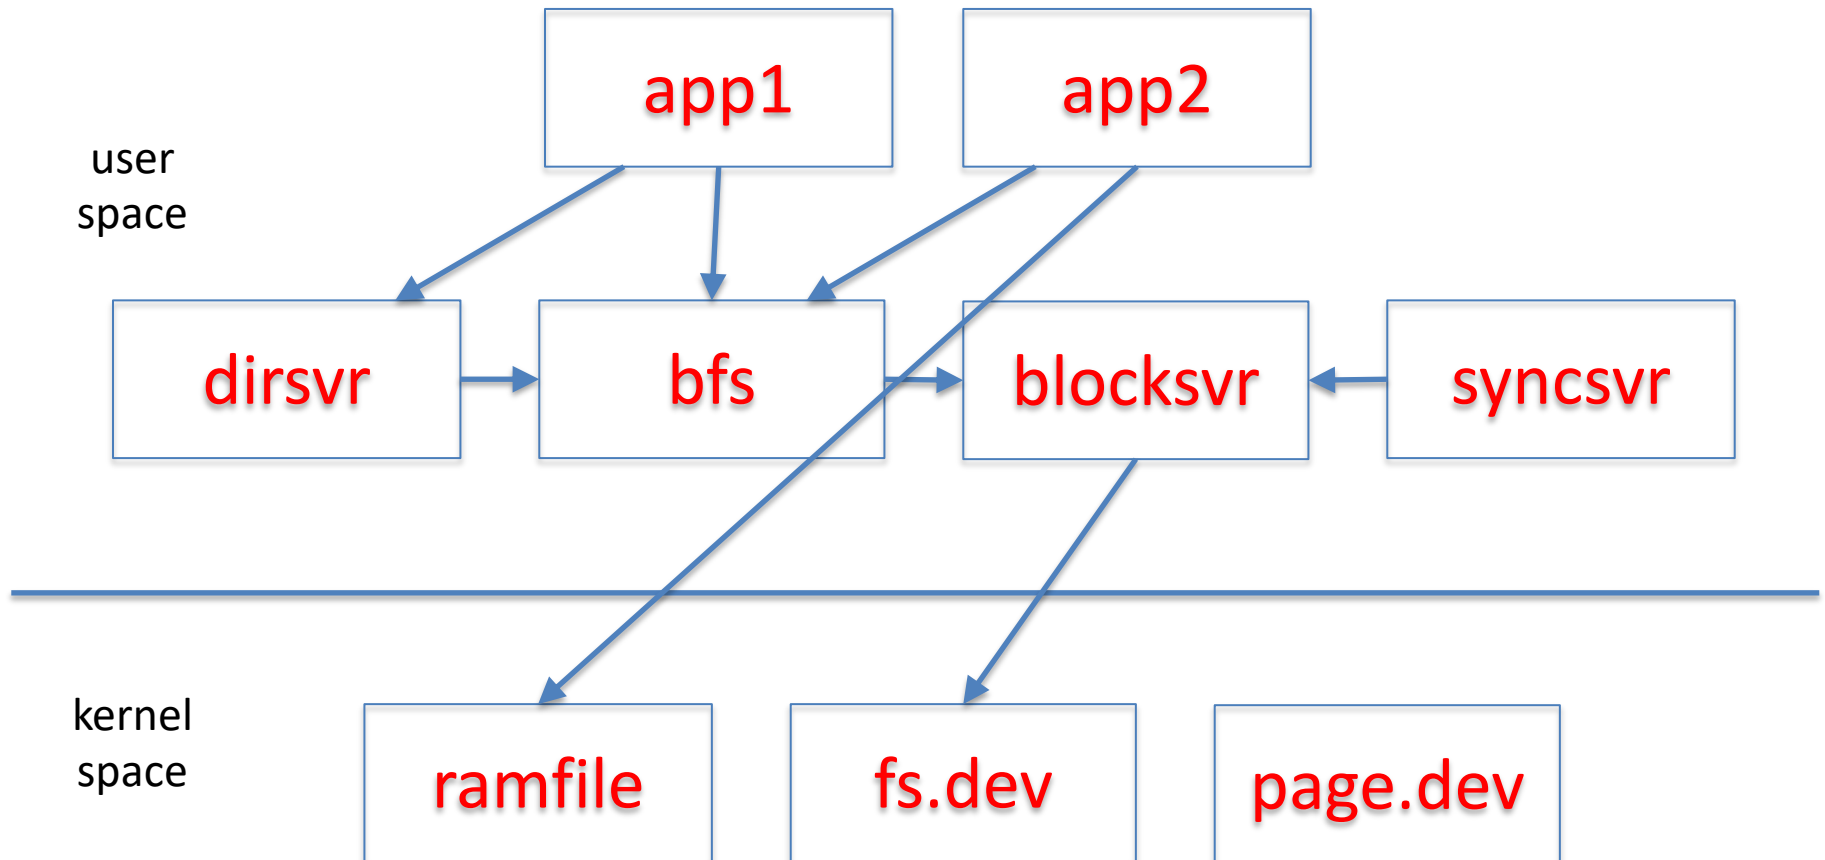 app1
app2
user
space
dirsvr
bfs
blocksvr
syncsvr
kernel
space
ramfile
fs.dev
page.dev